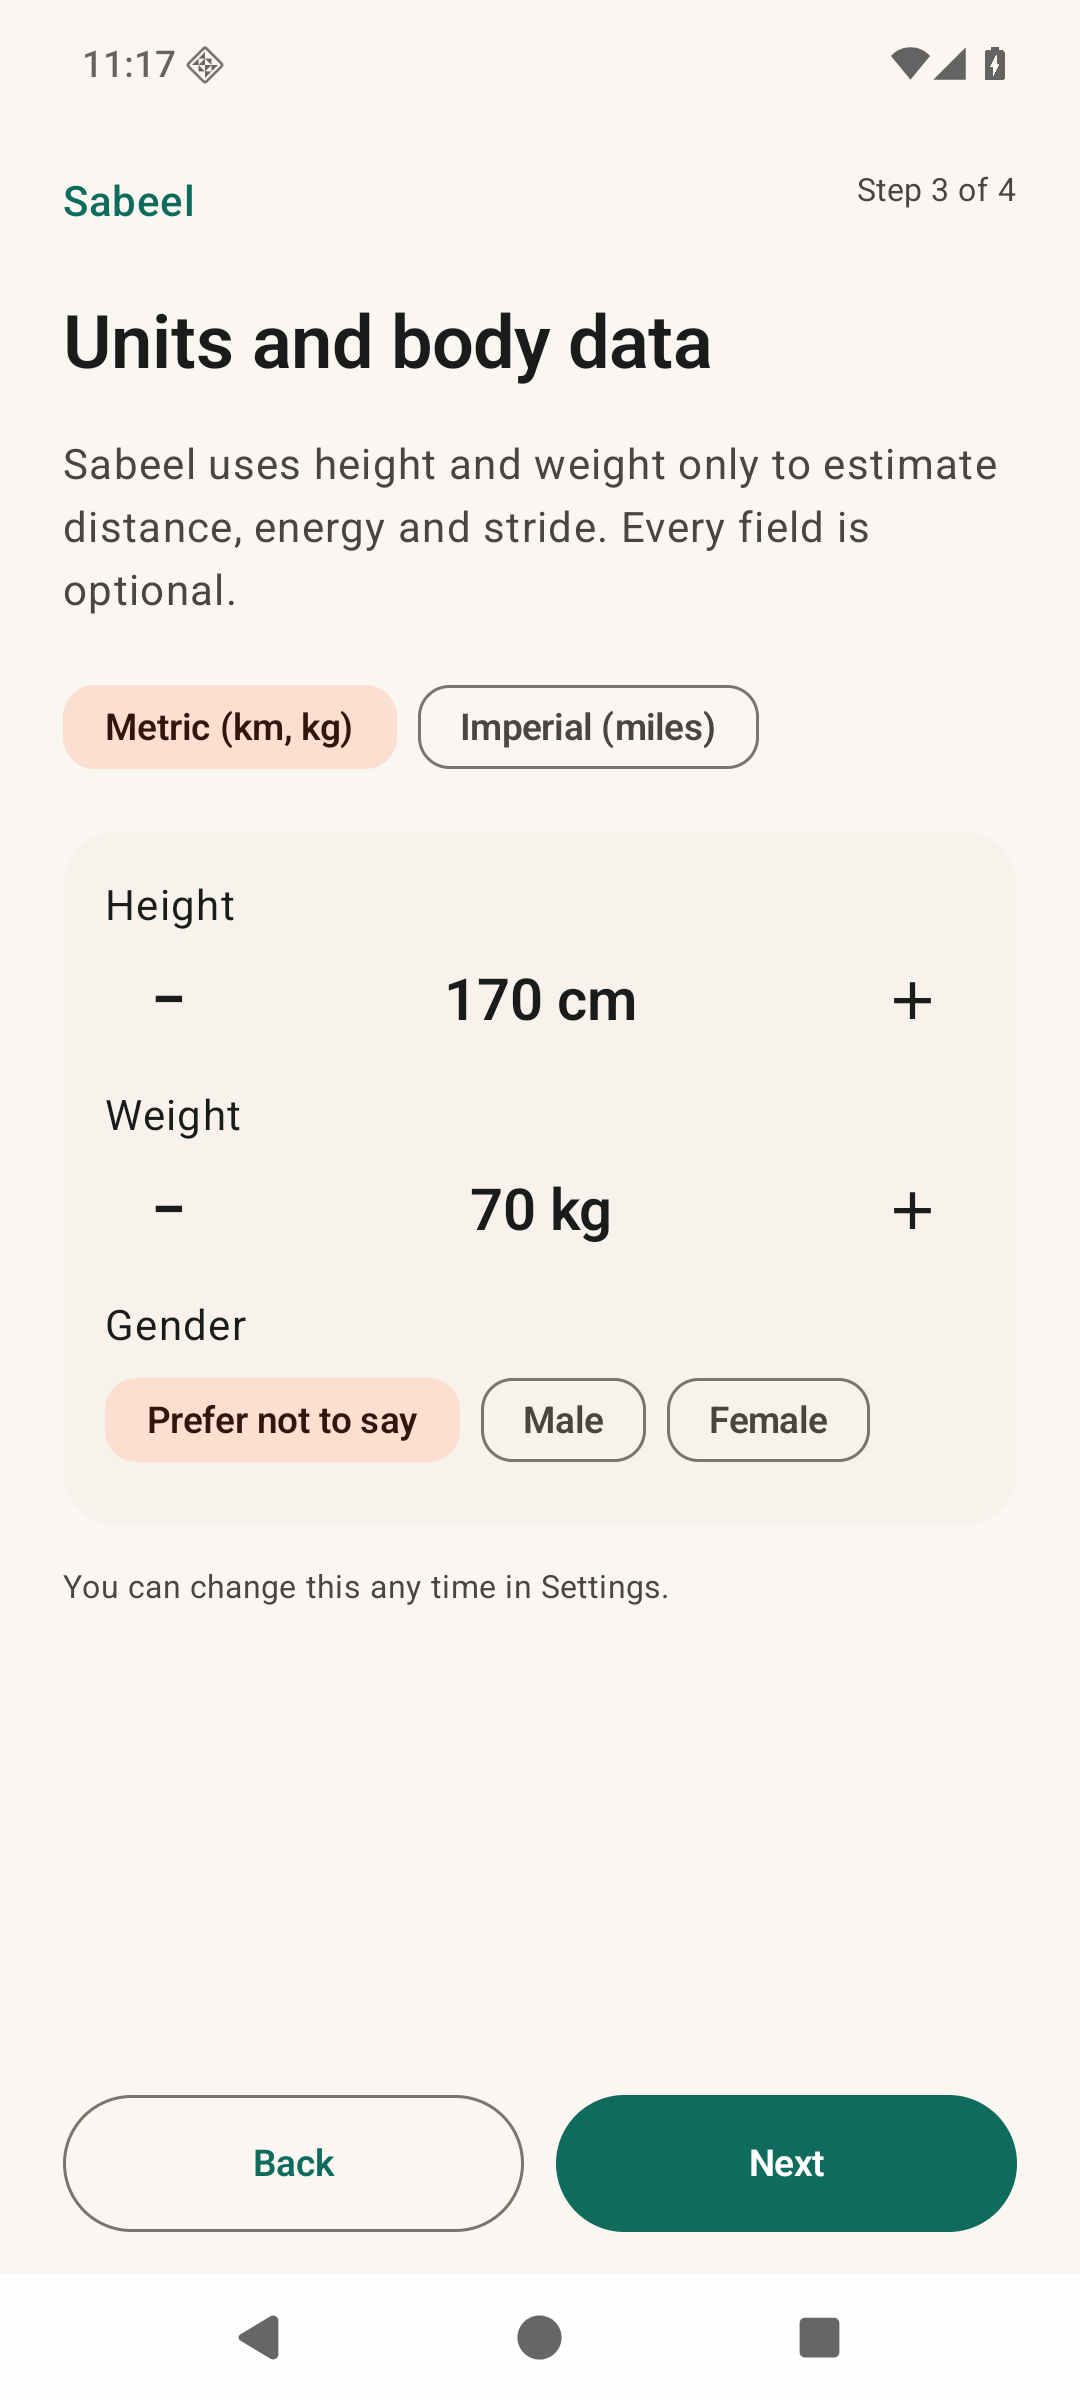 11:17
Sabeel
Step 3 of 4
Units and body data
Sabeel uses height and weight only to estimate
distance, energy and stride. Every field is
optional.
Metric (km, kg)
Imperial (miles)
Height
− 170 cm +
Weight
− 70 kg +
Gender
Prefer not to say
Male
Female
You can change this any time in Settings.
Back
Next